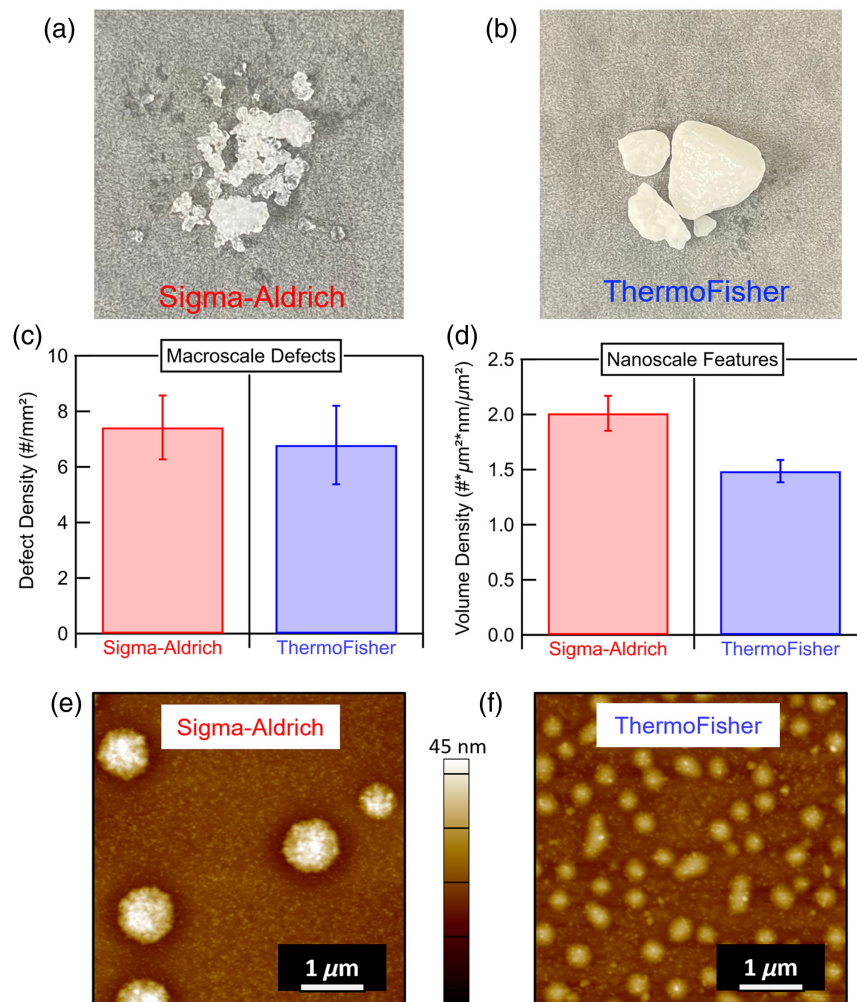 (a)
(b)
Sigma-Aldrich
ThermoFisher
(c)
Macroscale Defects
Defect Density (#/mm²)
10
8
6
4
2
0
Sigma-Aldrich
ThermoFisher
(d)
Nanoscale Features
Volume Density (#*μm²*nm/μm²)
2.5
2.0
1.5
1.0
0.5
0.0
Sigma-Aldrich
ThermoFisher
(e)
Sigma-Aldrich
1 μm
45 nm
(f)
ThermoFisher
1 μm